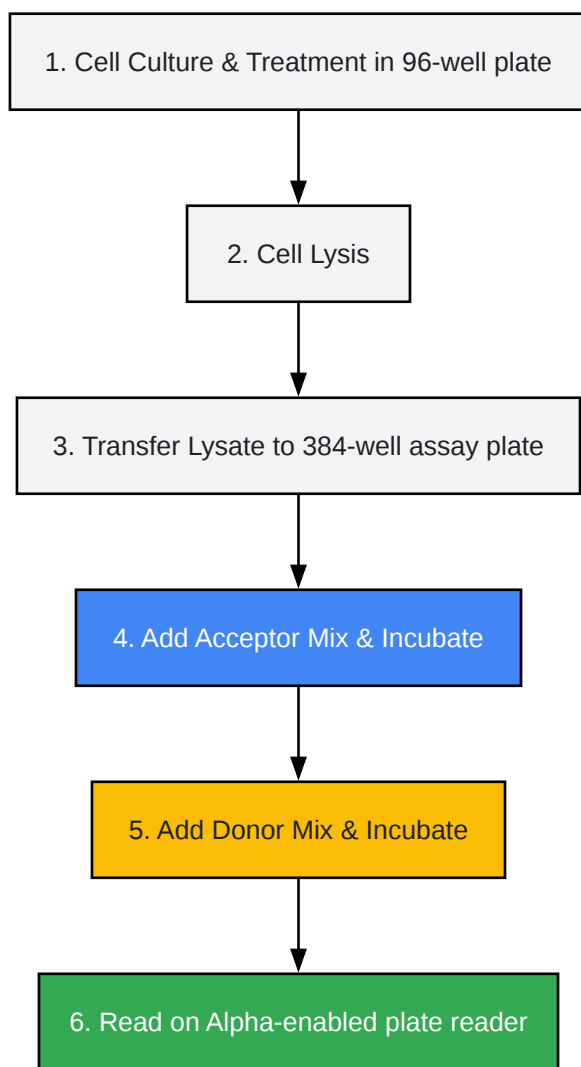 1. Cell Culture & Treatment in 96-well plate
2. Cell Lysis
3. Transfer Lysate to 384-well assay plate
4. Add Acceptor Mix & Incubate
5. Add Donor Mix & Incubate
6. Read on Alpha-enabled plate reader